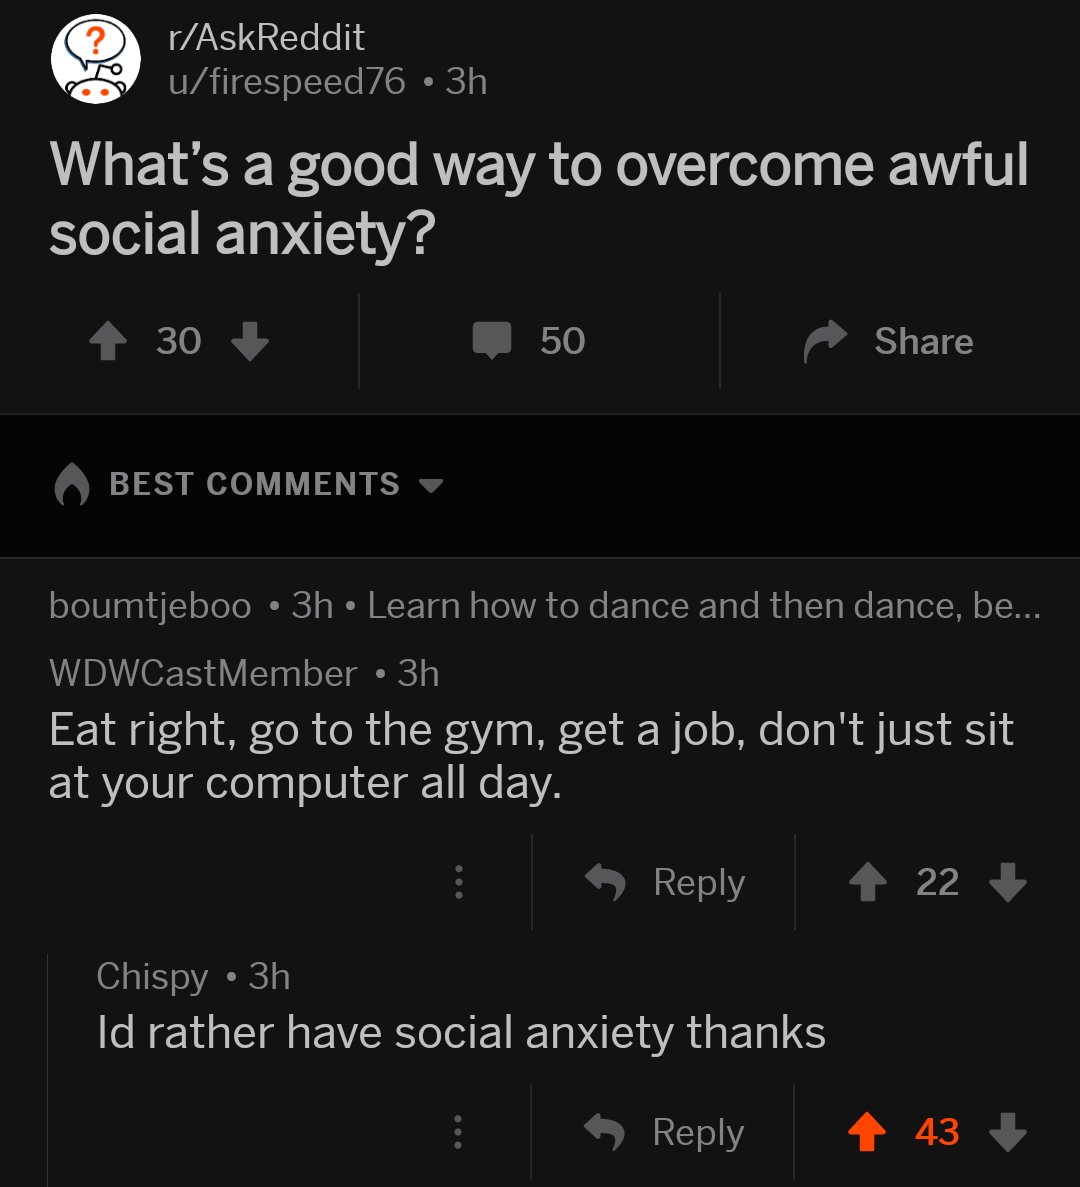 ?
r/AskReddit
u/firespeed76 • 3h
What's a good way to overcome awful
social anxiety?
30
50
Share
BEST COMMENTS
boumtjeboo • 3h • Learn how to dance and then dance, be...
WDWCastMember • 3h
Eat right, go to the gym, get a job, don't just sit
at your computer all day.
Reply
22
Chispy • 3h
Id rather have social anxiety thanks
Reply
43